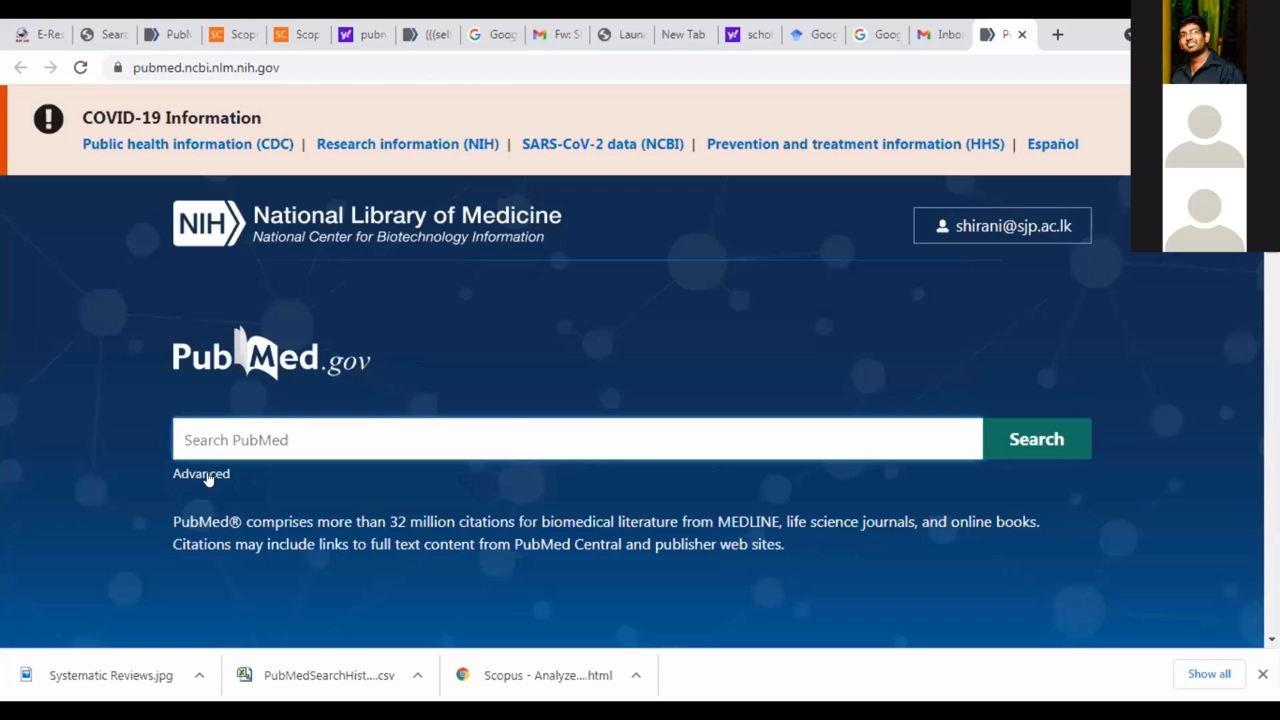 E-Res
Searc
PubM
SC Scop
SC Scop
pubn
(((sel
Goog
Fw: S
Laun
New Tab
schol
Goog
Goog
Inbo
pubmed.ncbi.nlm.nih.gov
COVID-19 Information
Public health information (CDC) | Research information (NIH) | SARS-CoV-2 data (NCBI) | Prevention and treatment information (HHS) | Español
NIH National Library of Medicine
National Center for Biotechnology Information
shirani@sjp.ac.lk
PubMed.gov
Search PubMed
Search
Advanced
PubMed® comprises more than 32 million citations for biomedical literature from MEDLINE, life science journals, and online books.
Citations may include links to full text content from PubMed Central and publisher web sites.
Systematic Reviews.jpg
PubMedSearchHist....csv
Scopus - Analyze....html
Show all